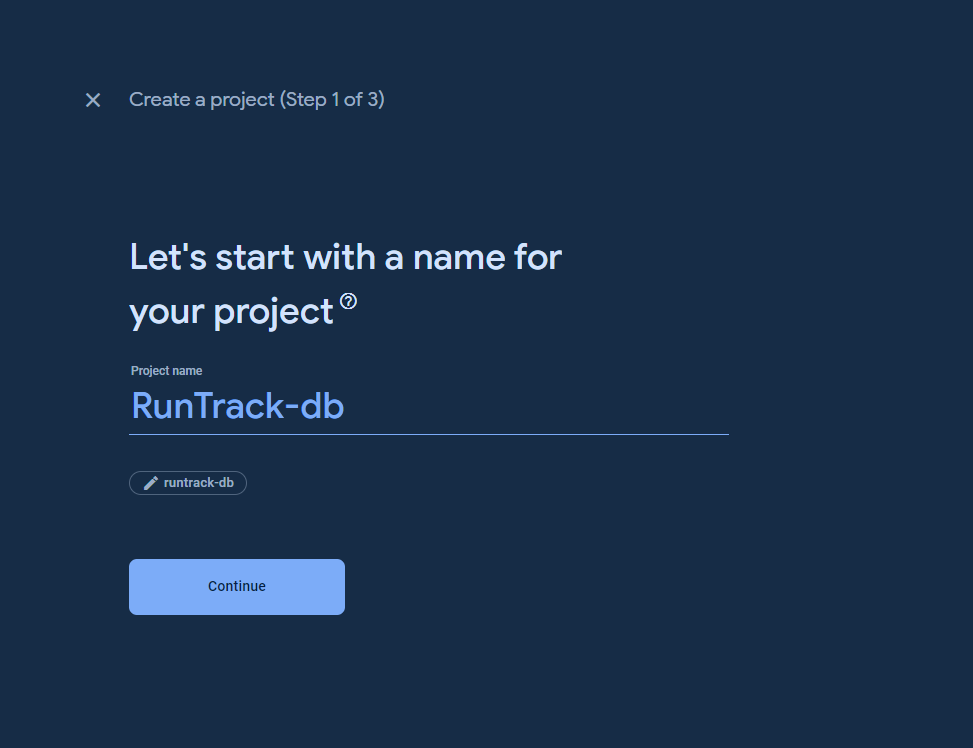 Create a project (Step 1 of 3)
Let's start with a name for
your project
Project name
RunTrack-db
runtrack-db
Continue